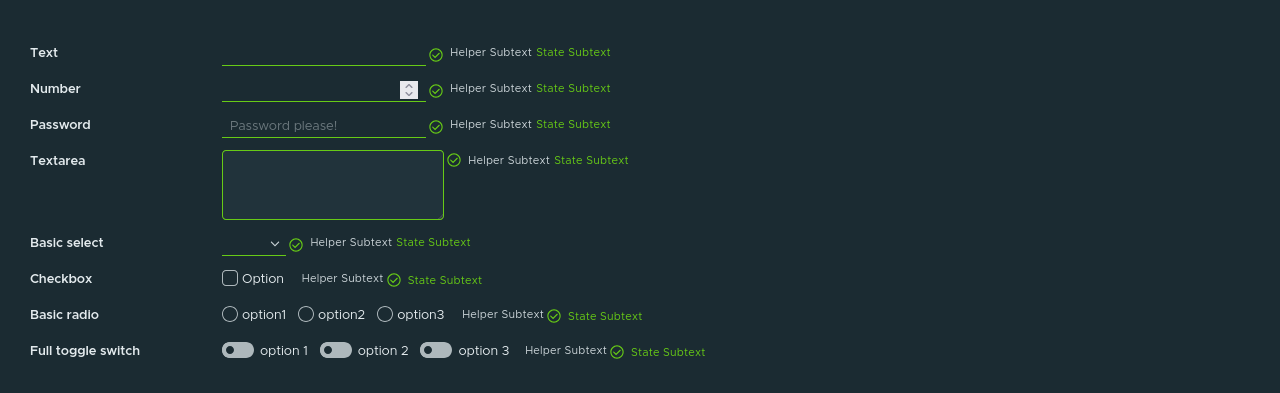 Text Helper Subtext State Subtext
Number Helper Subtext State Subtext
Password Password please! Helper Subtext State Subtext
Textarea Helper Subtext State Subtext
Basic select Helper Subtext State Subtext
Checkbox Option Helper Subtext State Subtext
Basic radio option1 option2 option3 Helper Subtext State Subtext
Full toggle switch option 1 option 2 option 3 Helper Subtext State Subtext